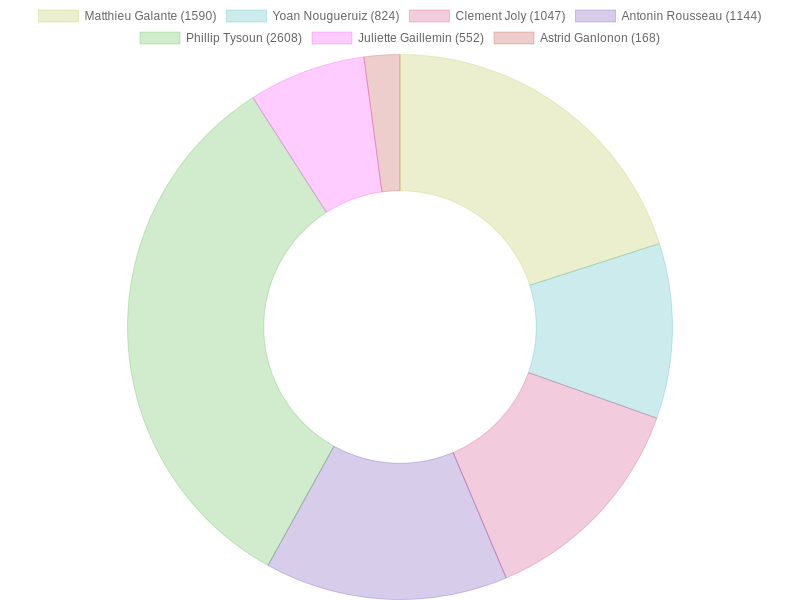 Matthieu Galante (1590) Yoan Nougueruiz (824) Clement Joly (1047) Antonin Rousseau (1144)
Phillip Tysoun (2608) Juliette Gaillemin (552) Astrid Ganlonon (168)